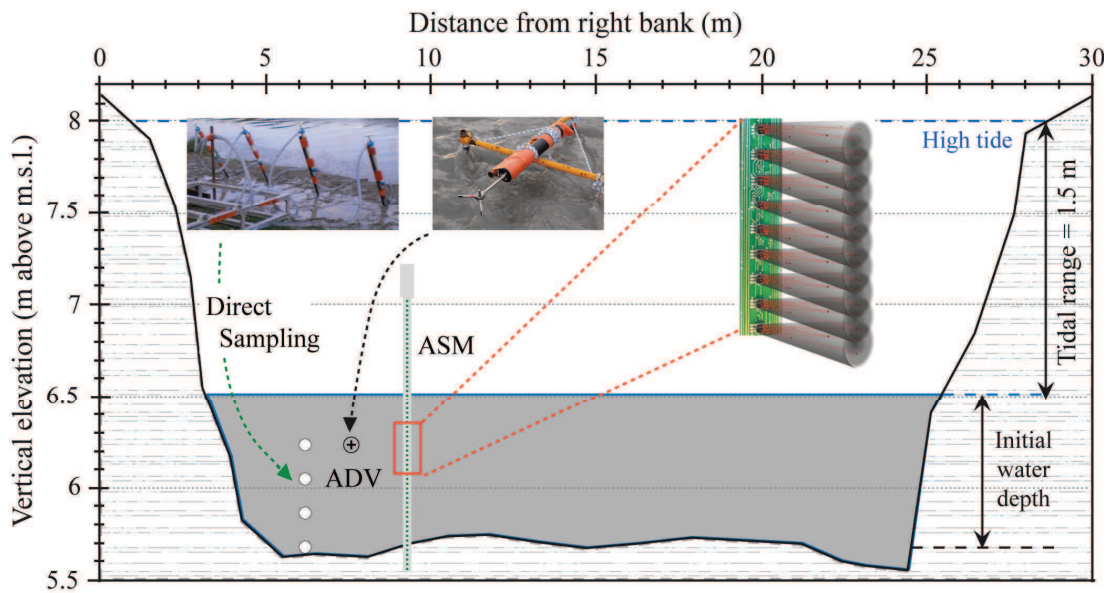 Distance from right bank (m)
0 5 10 15 20 25 30
Vertical elevation (m above m.s.l.)
8
7.5
7
6.5
6
5.5
High tide
Tidal range = 1.5 m
Direct
Sampling
ASM
ADV
Initial
water
depth